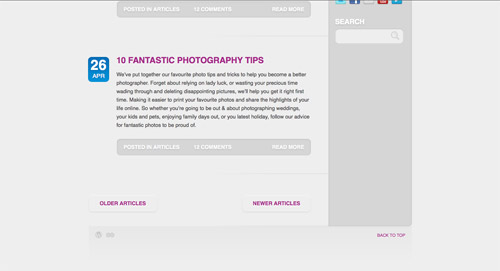 POSTED IN ARTICLES 13 COMMENTS READ MORE
SEARCH
26
APR
10 FANTASTIC PHOTOGRAPHY TIPS
We've put together our favourite photo tips and tricks to help you become a better
photographer. Forget about relying on lady luck, or wasting your precious time
wading through and deleting disappointing pictures, we'll help you get it right first
time. Making it easier to print your favourite photos and share the highlights of your
life online. So whether you're going to be out & about photographing weddings,
your kids and pets, enjoying family days out, or you latest holiday, follow our advice
for fantastic photos to be proud of.
POSTED IN ARTICLES 13 COMMENTS READ MORE
OLDER ARTICLES NEWER ARTICLES
BACK TO TOP